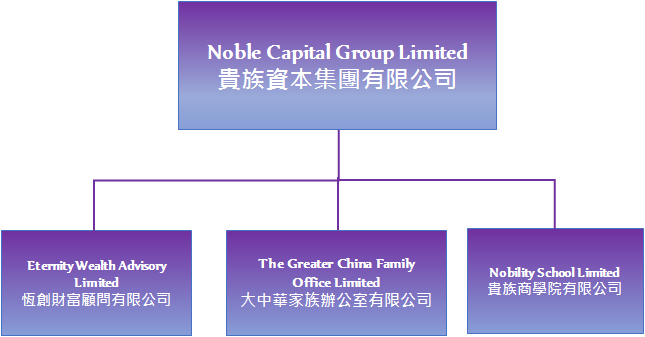 Noble Capital Group Limited
貴族資本集團有限公司
Eternity Wealth Advisory
Limited
恆創財富顧問有限公司
The Greater China Family
Office Limited
大中華家族辦公室有限公司
Nobility School Limited
貴族商學院有限公司